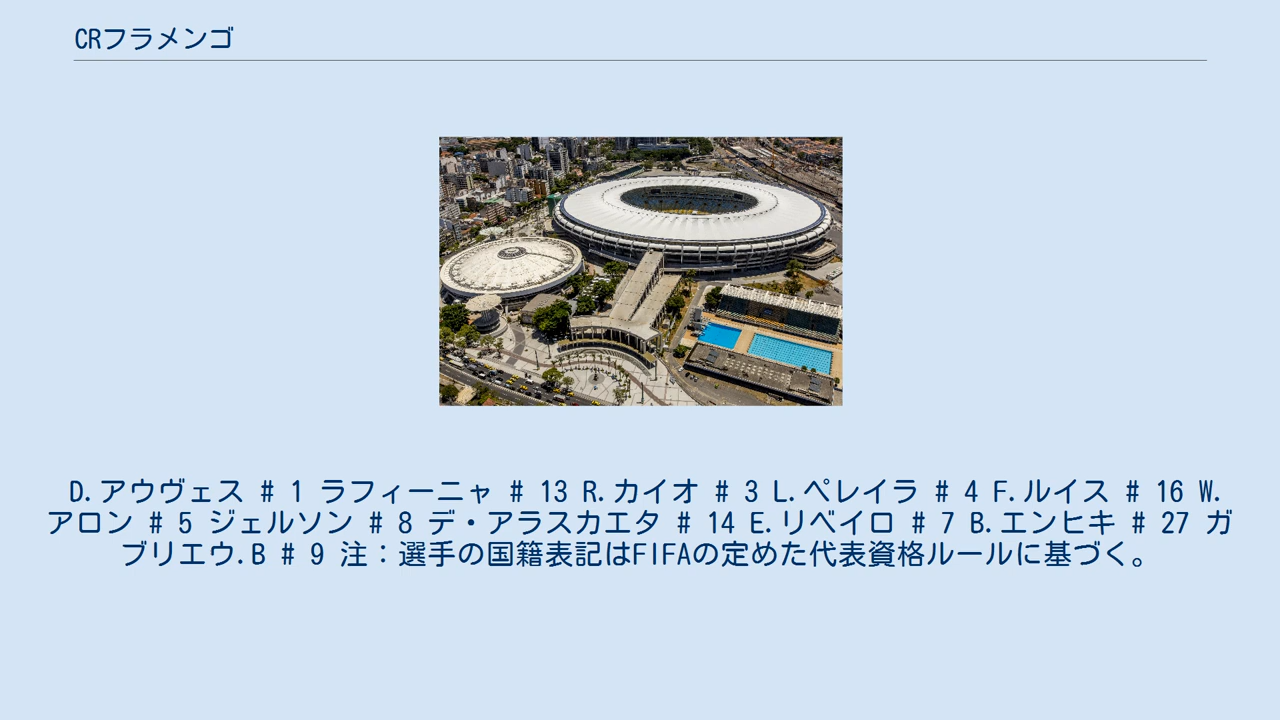 CRフラメンゴ
D.アウヴェス # 1 ラフィーニャ # 13 R.カイオ # 3 L.ペレイラ # 4 F.ルイス # 16 W.
アロン # 5 ジェルソン # 8 デ・アラスカエタ # 14 E.リベイロ # 7 B.エンヒキ # 27 ガ
ブリエウ.B # 9 注：選手の国籍表記はFIFAの定めた代表資格ルールに基づく。